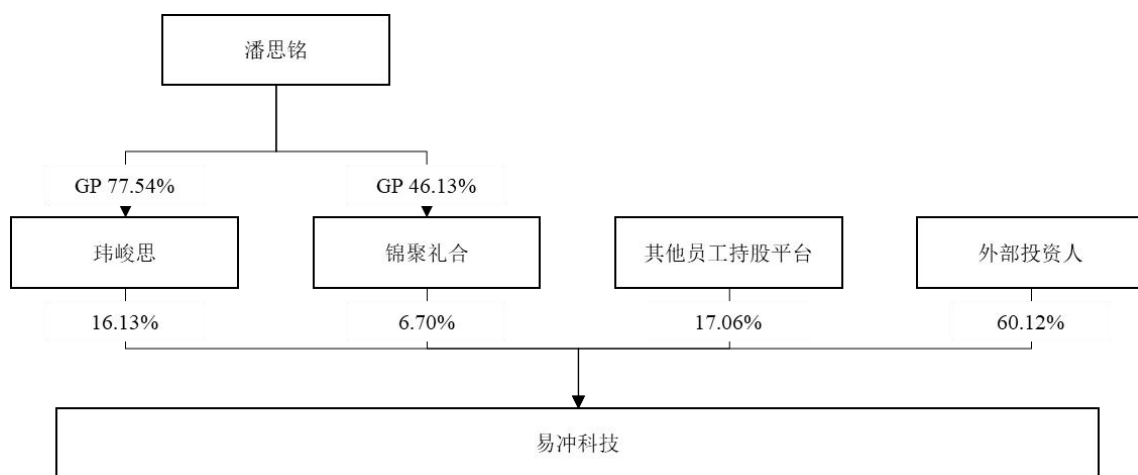 潘思铭
GP 77.54%
GP 46.13%
玮峻思
锦聚礼合
其他员工持股平台
外部投资人
16.13%
6.70%
17.06%
60.12%
易冲科技